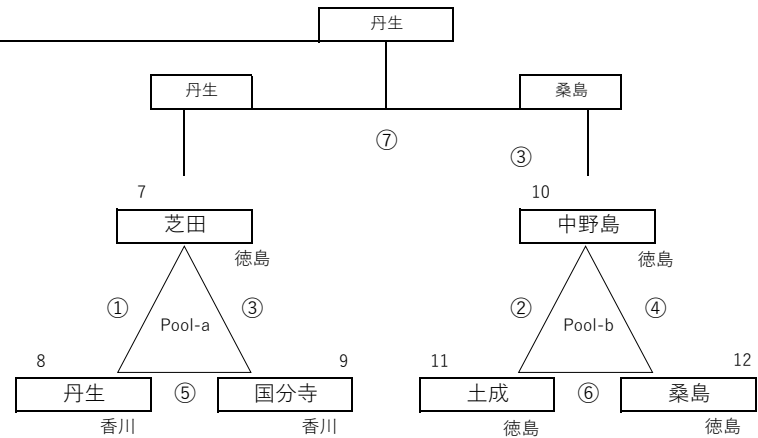 丹生
丹生 桑島
⑦ ③
7 10
芝田 中野島
徳島 徳島
① ③ ② ④
Pool-a Pool-b
8 9 11 12
丹生 ⑤ 国分寺 土成 ⑥ 桑島
香川 香川 徳島 徳島